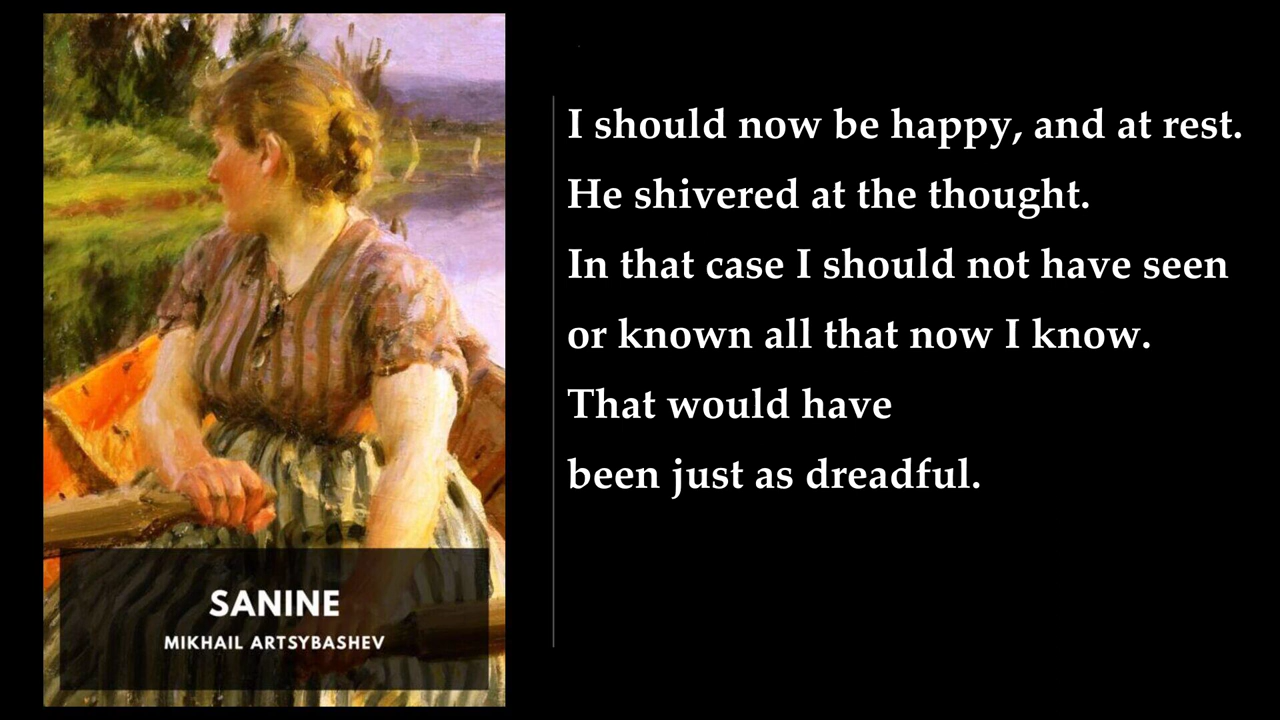 SANINE
MIKHAIL ARTSYBASHEV
I should now be happy, and at rest.
He shivered at the thought.
In that case I should not have seen
or known all that now I know.
That would have
been just as dreadful.